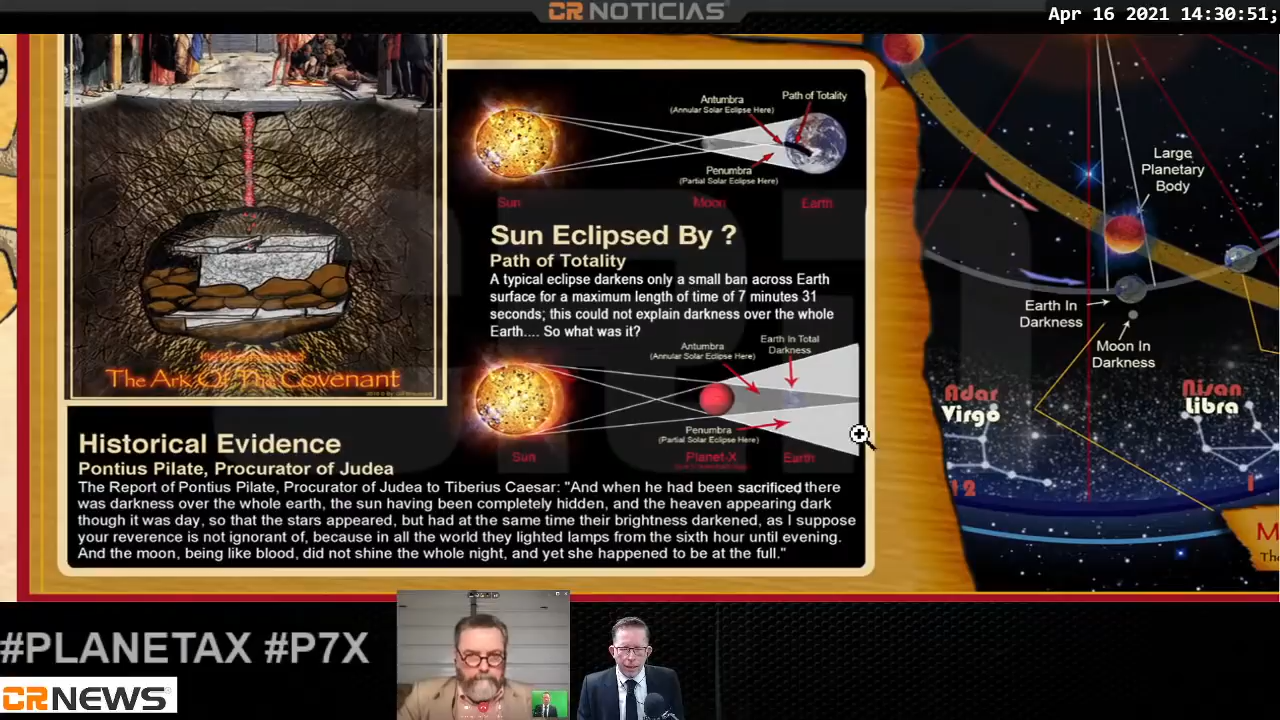 CR NOTICIAS
Apr 16 2021 14:30:51;
Antumbra
(Annular Solar Eclipse Here)
Path of Totality
Penumbra
(Partial Solar Eclipse Here)
Sun
Moon
Earth
Sun Eclipsed By ?
Path of Totality
A typical eclipse darkens only a small ban across Earth
surface for a maximum length of time of 7 minutes 31
seconds; this could not explain darkness over the whole
Earth.... So what was it?
Antumbra
(Annular Solar Eclipse Here)
Earth In Total
Darkness
Penumbra
(Partial Solar Eclipse Here)
Sun
Planet-X
Earth
The Ark Of The Covenant
Historical Evidence
Pontius Pilate, Procurator of Judea
The Report of Pontius Pilate, Procurator of Judea to Tiberius Caesar: "And when he had been sacrificed, there
was darkness over the whole earth, the sun having been completely hidden, and the heaven appearing dark
though it was day, so that the stars appeared, but had at the same time their brightness darkened, as I suppose
your reverence is not ignorant of, because in all the world they lighted lamps from the sixth hour until evening.
And the moon, being like blood, did not shine the whole night, and yet she happened to be at the full."
Large
Planetary
Body
Earth In
Darkness
Moon In
Darkness
Adar
Virgo
12
Nisan
Libra
1
M
The
#PLANETAX #P7X
CRNEWS